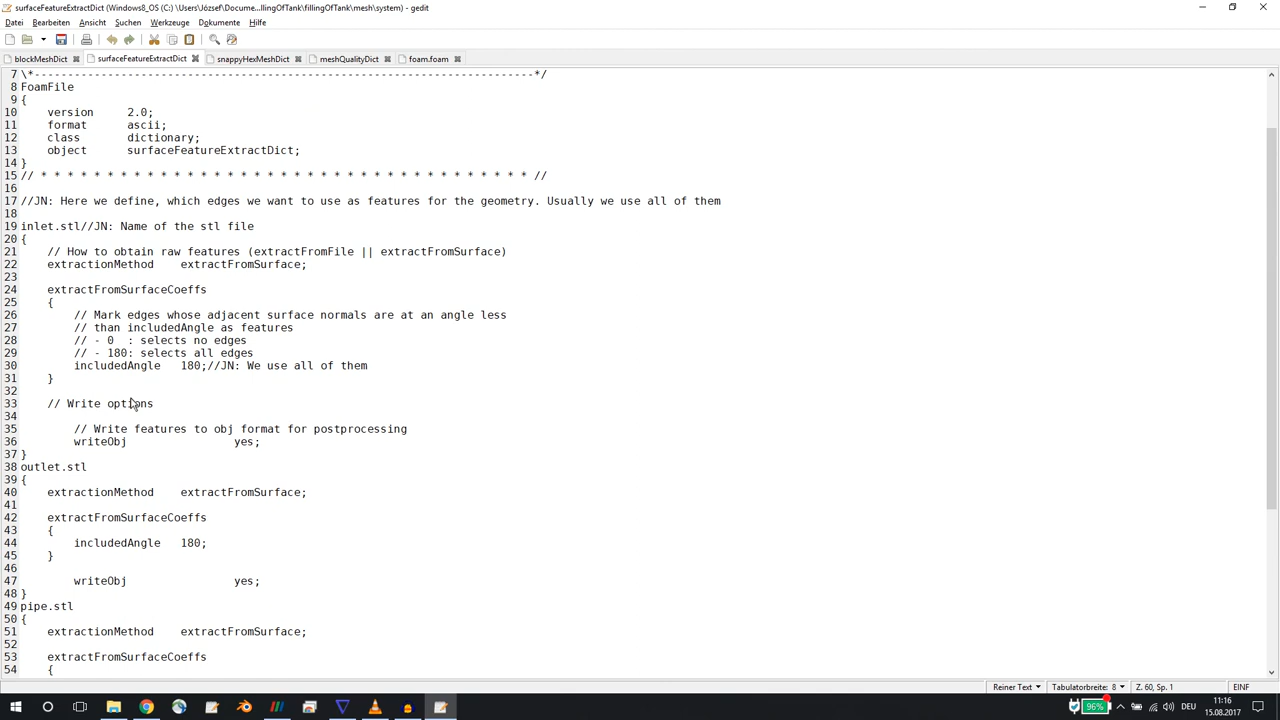 surfaceFeatureExtractDict (Windows8_OS (C:) \Users\József\Docume...llingOfTank\fillingOfTank\mesh\system) - gedit
Datei Bearbeiten Ansicht Suchen Werkzeuge Dokumente Hilfe
blockMeshDict surfaceFeatureExtractDict snappyHexMeshDict meshQualityDict foam.foam
7 \*---------------------------------------------------------------------------*/
8 FoamFile
9 {
10     version     2.0;
11     format      ascii;
12     class       dictionary;
13     object      surfaceFeatureExtractDict;
14 }
15 // * * * * * * * * * * * * * * * * * * * * * * * * * * * * * * * * * * * * * //
16
17 //JN: Here we define, which edges we want to use as features for the geometry. Usually we use all of them
18
19 inlet.stl//JN: Name of the stl file
20 {
21     // How to obtain raw features (extractFromFile || extractFromSurface)
22     extractionMethod    extractFromSurface;
23
24     extractFromSurfaceCoeffs
25     {
26         // Mark edges whose adjacent surface normals are at an angle less
27         // than includedAngle as features
28         // - 0  : selects no edges
29         // - 180: selects all edges
30         includedAngle   180;//JN: We use all of them
31     }
32
33     // Write options
34
35         // Write features to obj format for postprocessing
36         writeObj                yes;
37 }
38 outlet.stl
39 {
40     extractionMethod    extractFromSurface;
41
42     extractFromSurfaceCoeffs
43     {
44         includedAngle   180;
45     }
46
47         writeObj                yes;
48 }
49 pipe.stl
50 {
51     extractionMethod    extractFromSurface;
52
53     extractFromSurfaceCoeffs
54     {
Reiner Text Tabulatorbreite: 8 Z. 60, Sp. 1 EINF
96% DEU 11:16
15.08.2017